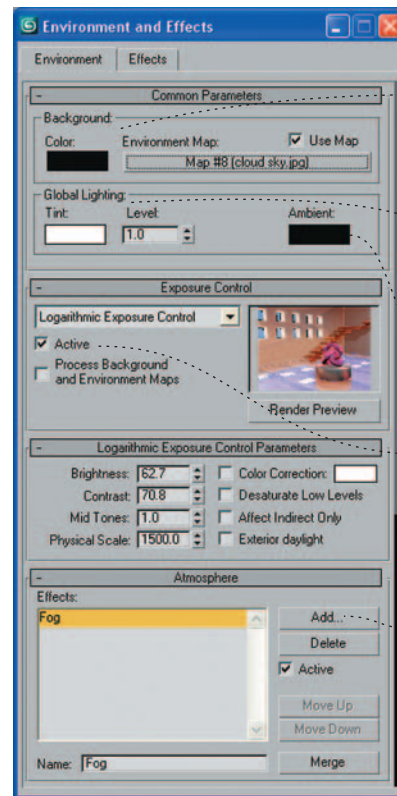 Environment and Effects
Environment Effects
- Common Parameters
Background:
Color: Environment Map: Use Map
Map #8 (cloud sky.jpg)
Global Lighting:
Tint: Level: Ambient:
1.0
- Exposure Control
Logarithmic Exposure Control
Active
Process Background
and Environment Maps
Render Preview
- Logarithmic Exposure Control Parameters
Brightness: 62.7 Color Correction:
Contrast: 70.8 Desaturate Low Levels
Mid Tones: 1.0 Affect Indirect Only
Physical Scale: 1500.0 Exterior daylight
- Atmosphere
Effects:
Fog Add...
Delete
Active
Move Up
Move Down
Name: Fog Merge